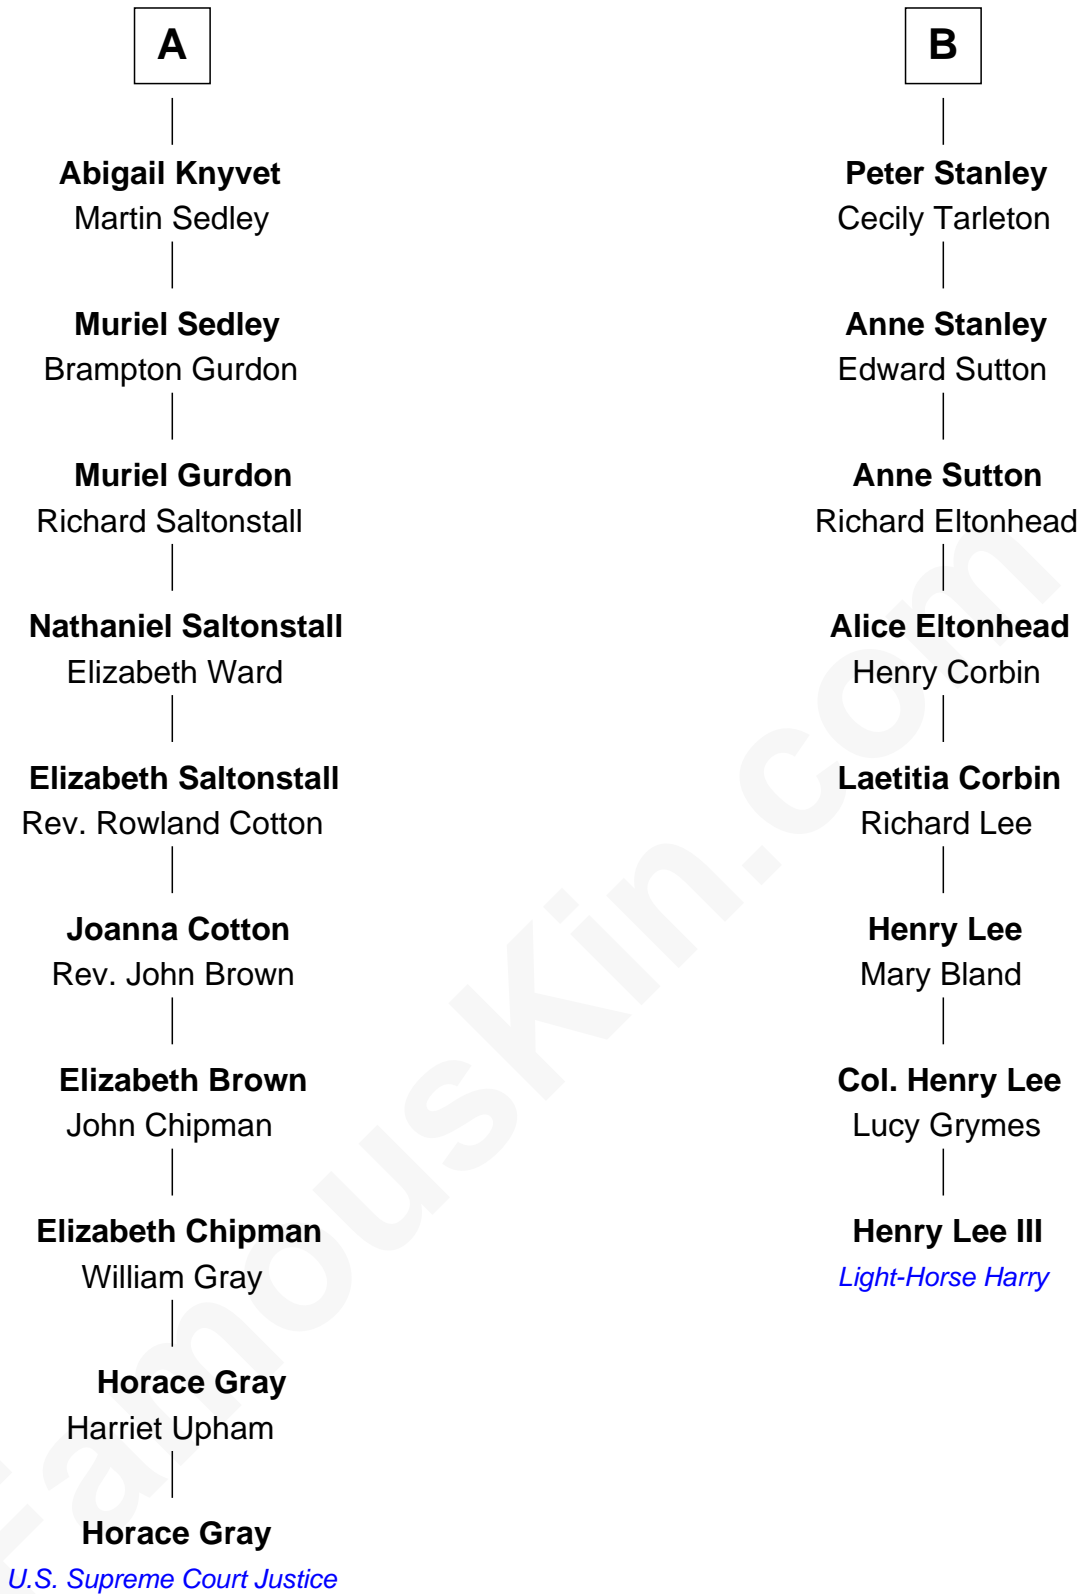 A
Abigail Knyvet
Martin Sedley
Muriel Sedley
Brampton Gurdon
Muriel Gurdon
Richard Saltonstall
Nathaniel Saltonstall
Elizabeth Ward
Elizabeth Saltonstall
Rev. Rowland Cotton
Joanna Cotton
Rev. John Brown
Elizabeth Brown
John Chipman
Elizabeth Chipman
William Gray
Horace Gray
Harriet Upham
Horace Gray
U.S. Supreme Court Justice
B
Peter Stanley
Cecily Tarleton
Anne Stanley
Edward Sutton
Anne Sutton
Richard Eltonhead
Alice Eltonhead
Henry Corbin
Laetitia Corbin
Richard Lee
Henry Lee
Mary Bland
Col. Henry Lee
Lucy Grymes
Henry Lee III
Light-Horse Harry
FamousKin.com